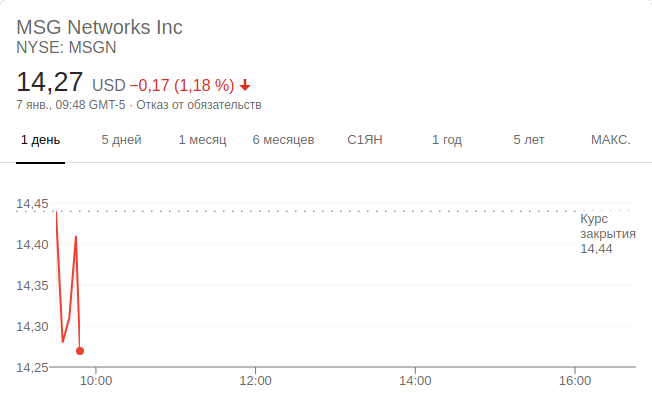 MSG Networks Inc
NYSE: MSGN
14,27 USD −0,17 (1,18 %)
7 янв., 09:48 GMT-5 · Отказ от обязательств
1 день 5 дней 1 месяц 6 месяцев С1ЯН 1 год 5 лет МАКС.
14,45
Курс
закрытия
14,44
14,40
14,35
14,30
14,25
10:00 12:00 14:00 16:00